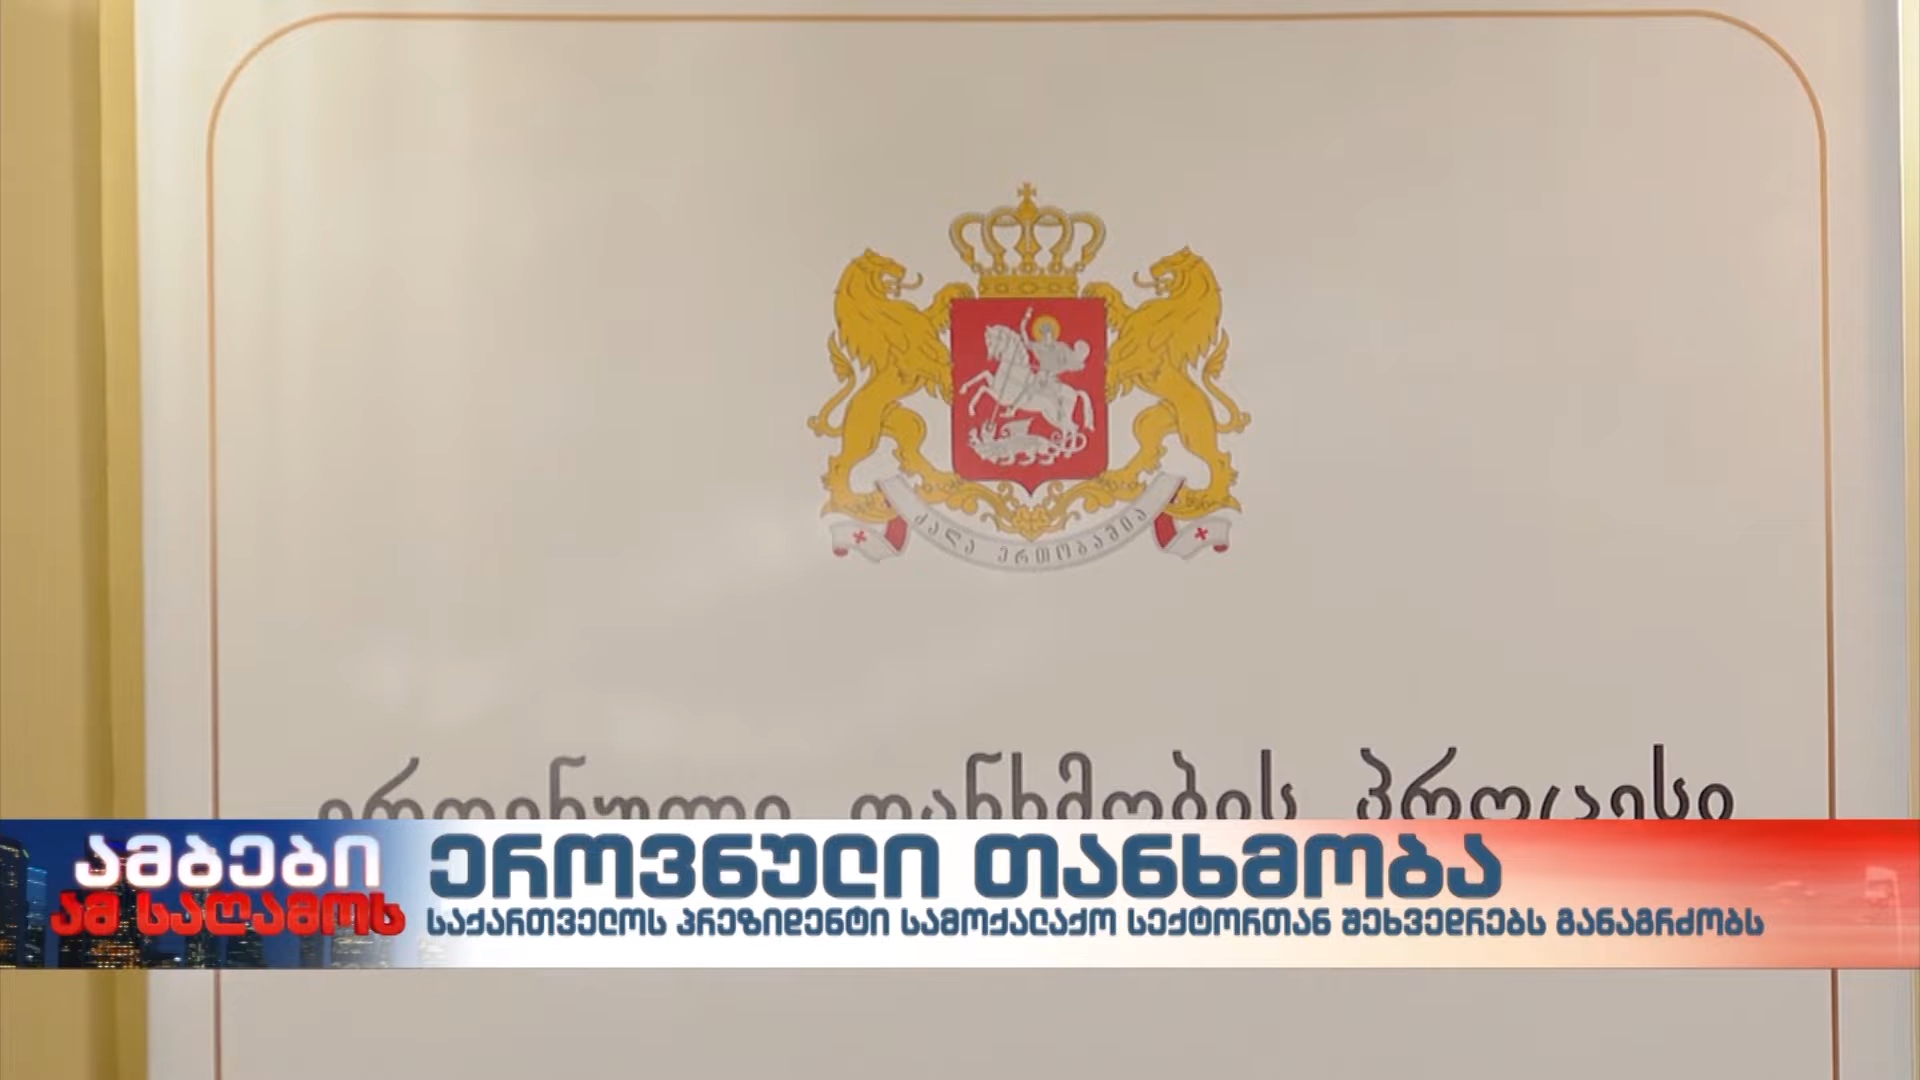 ძალა ერთობაშია
ეროვნული თანხმობის პროცესი
ამბები
ამ საღამოს
ეროვნული თანხმობა
საქართველოს პრეზიდენტი სამოქალაქო სექტორთან შეხვედრებს განაგრძობს